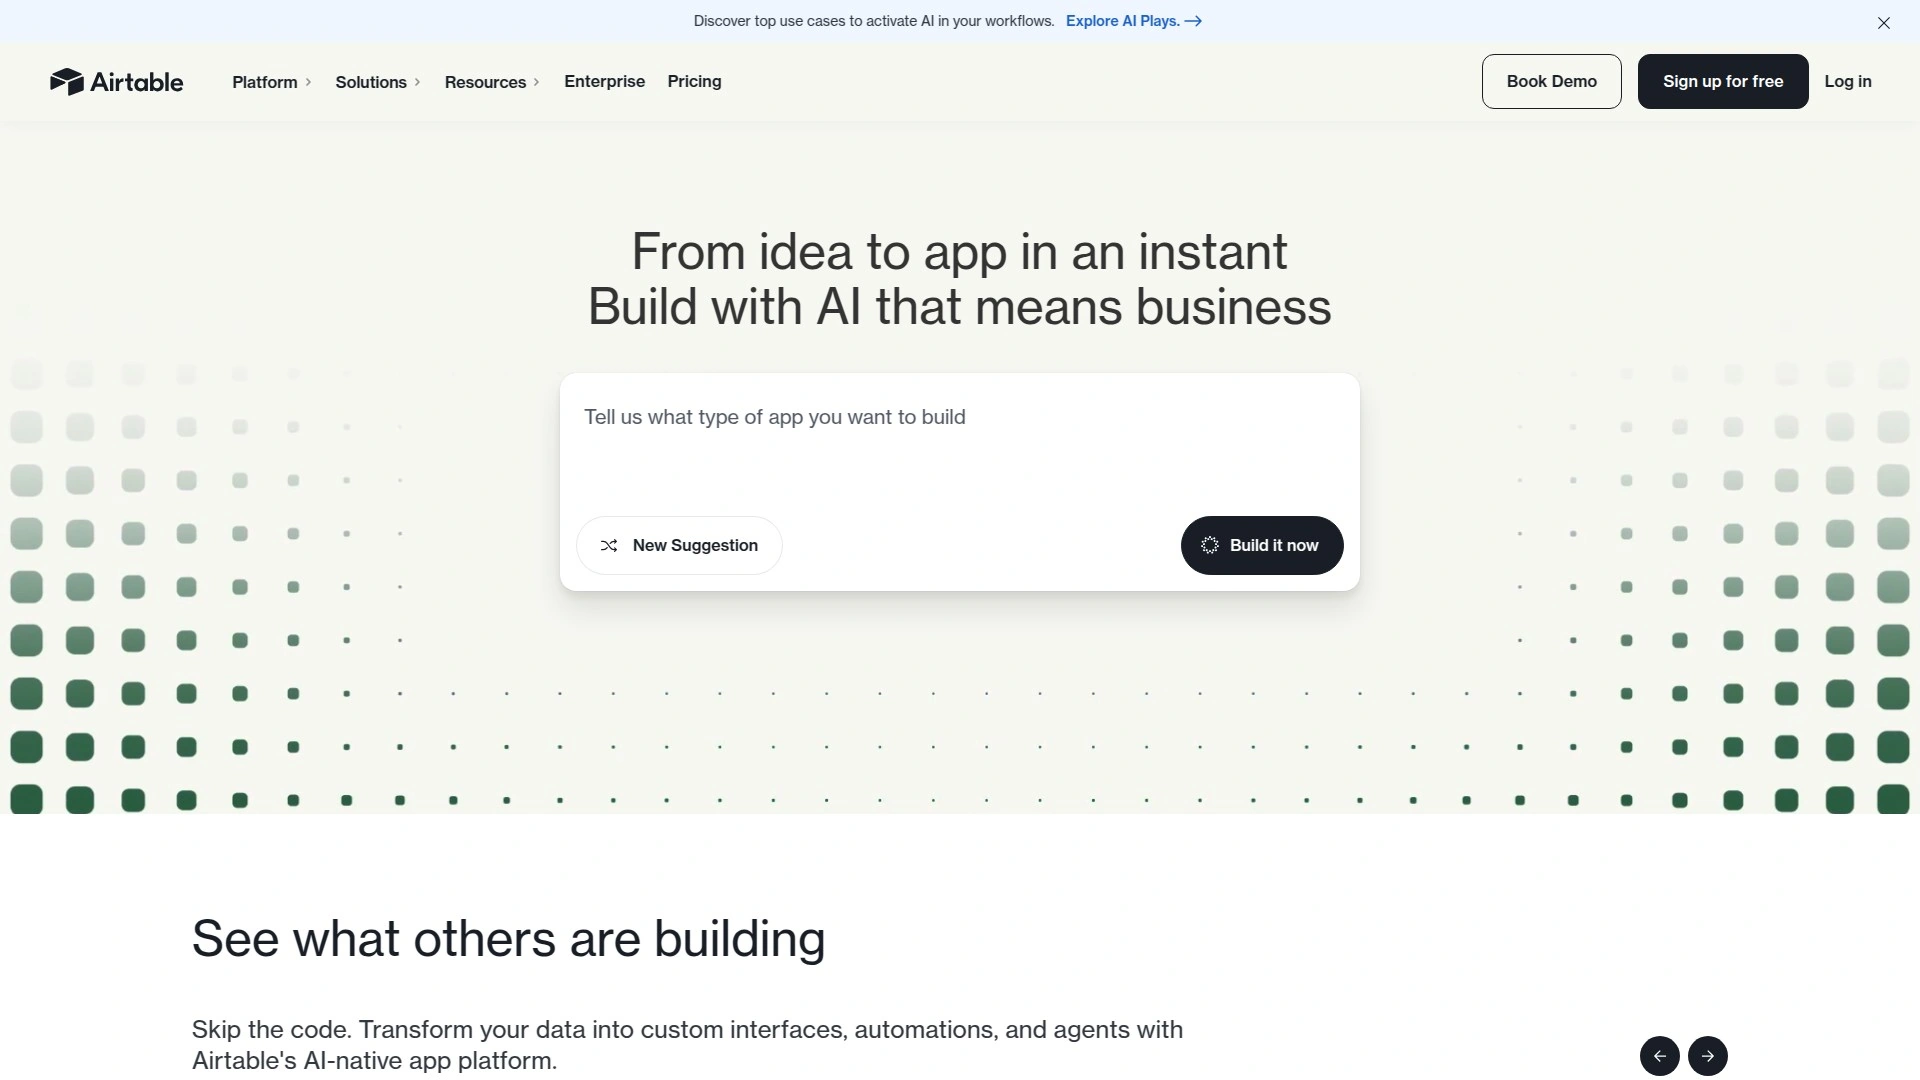 Discover top use cases to activate AI in your workflows. Explore AI Plays.
Airtable
Platform
Solutions
Resources
Enterprise
Pricing
Book Demo
Sign up for free
Log in
From idea to app in an instant
Build with AI that means business
Tell us what type of app you want to build
New Suggestion
Build it now
See what others are building
Skip the code. Transform your data into custom interfaces, automations, and agents with
Airtable's AI-native app platform.